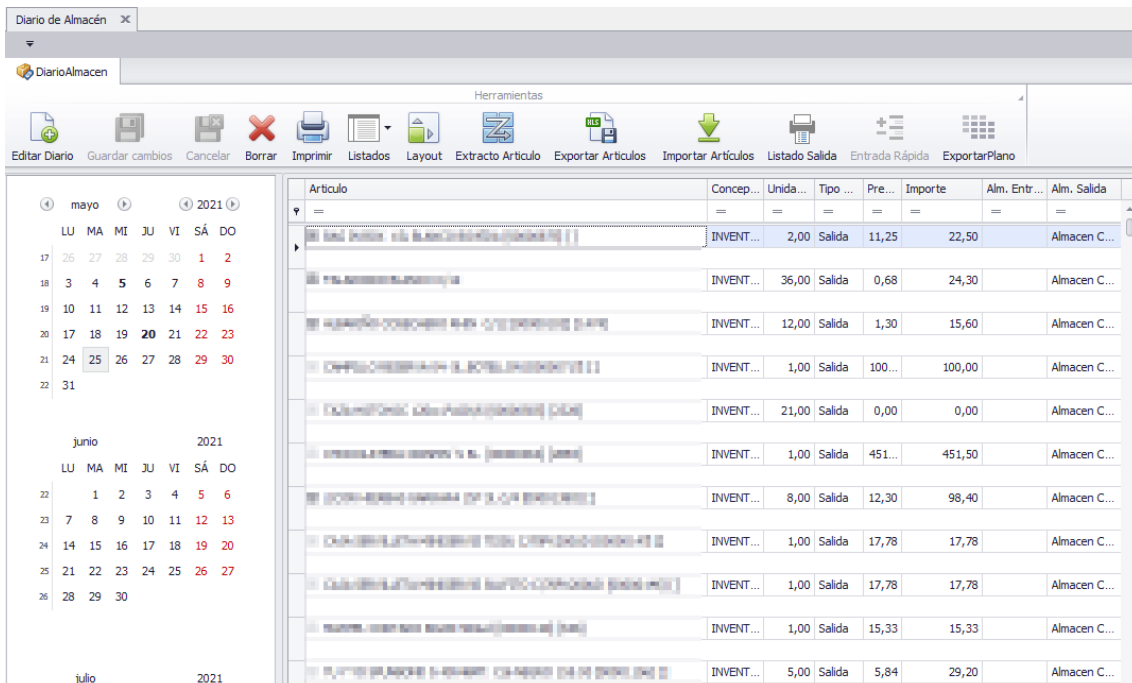 Diario de Almacén
DiarioAlmacen
Herramientas
Editar Diario Guardar cambios Cancelar Borrar Imprimir Listados Layout Extracto Articulo Exportar Articulos Importar Artículos Listado Salida Entrada Rápida ExportarPlano
mayo 2021
LU MA MI JU VI SÁ DO
17 26 27 28 29 30 1 2
18 3 4 5 6 7 8 9
19 10 11 12 13 14 15 16
20 17 18 19 20 21 22 23
21 24 25 26 27 28 29 30
22 31
junio 2021
LU MA MI JU VI SÁ DO
22 1 2 3 4 5 6
23 7 8 9 10 11 12 13
24 14 15 16 17 18 19 20
25 21 22 23 24 25 26 27
26 28 29 30
julio 2021
Articulo Concep... Unida... Tipo ... Pre... Importe Alm. Entr... Alm. Salida
= = = = = = =
INVENT... 2,00 Salida 11,25 22,50 Almacen C...
INVENT... 36,00 Salida 0,68 24,30 Almacen C...
INVENT... 12,00 Salida 1,30 15,60 Almacen C...
INVENT... 1,00 Salida 100... 100,00 Almacen C...
INVENT... 21,00 Salida 0,00 0,00 Almacen C...
INVENT... 1,00 Salida 451... 451,50 Almacen C...
INVENT... 8,00 Salida 12,30 98,40 Almacen C...
INVENT... 1,00 Salida 17,78 17,78 Almacen C...
INVENT... 1,00 Salida 17,78 17,78 Almacen C...
INVENT... 1,00 Salida 15,33 15,33 Almacen C...
INVENT... 5,00 Salida 5,84 29,20 Almacen C...